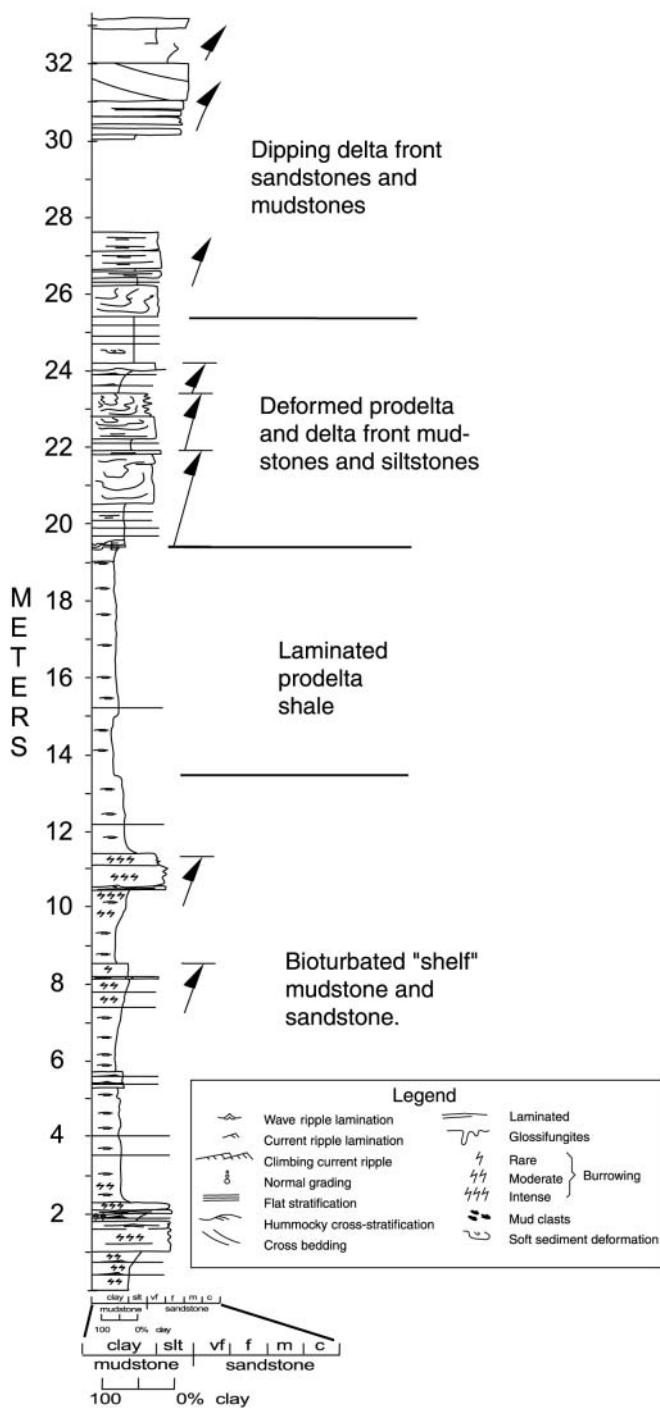 32
30
Dipping delta front
sandstones and
mudstones
28
26
24
Deformed prodelta
and delta front mud-
stones and siltstones
22
20
METERS
18
Laminated
prodelta
shale
16
14
12
10
Bioturbated "shelf"
mudstone and
sandstone.
8
6
4
2
Legend
Wave ripple lamination
Current ripple lamination
Climbing current ripple
Normal grading
Flat stratification
Hummocky cross-stratification
Cross bedding
Laminated
Glossifungites
Rare
Moderate
Intense
Burrowing
Mud clasts
Soft sediment deformation
clay slt vf f m c
mudstone sandstone
100 0% clay
clay slt vf f m c
mudstone sandstone
100 0% clay